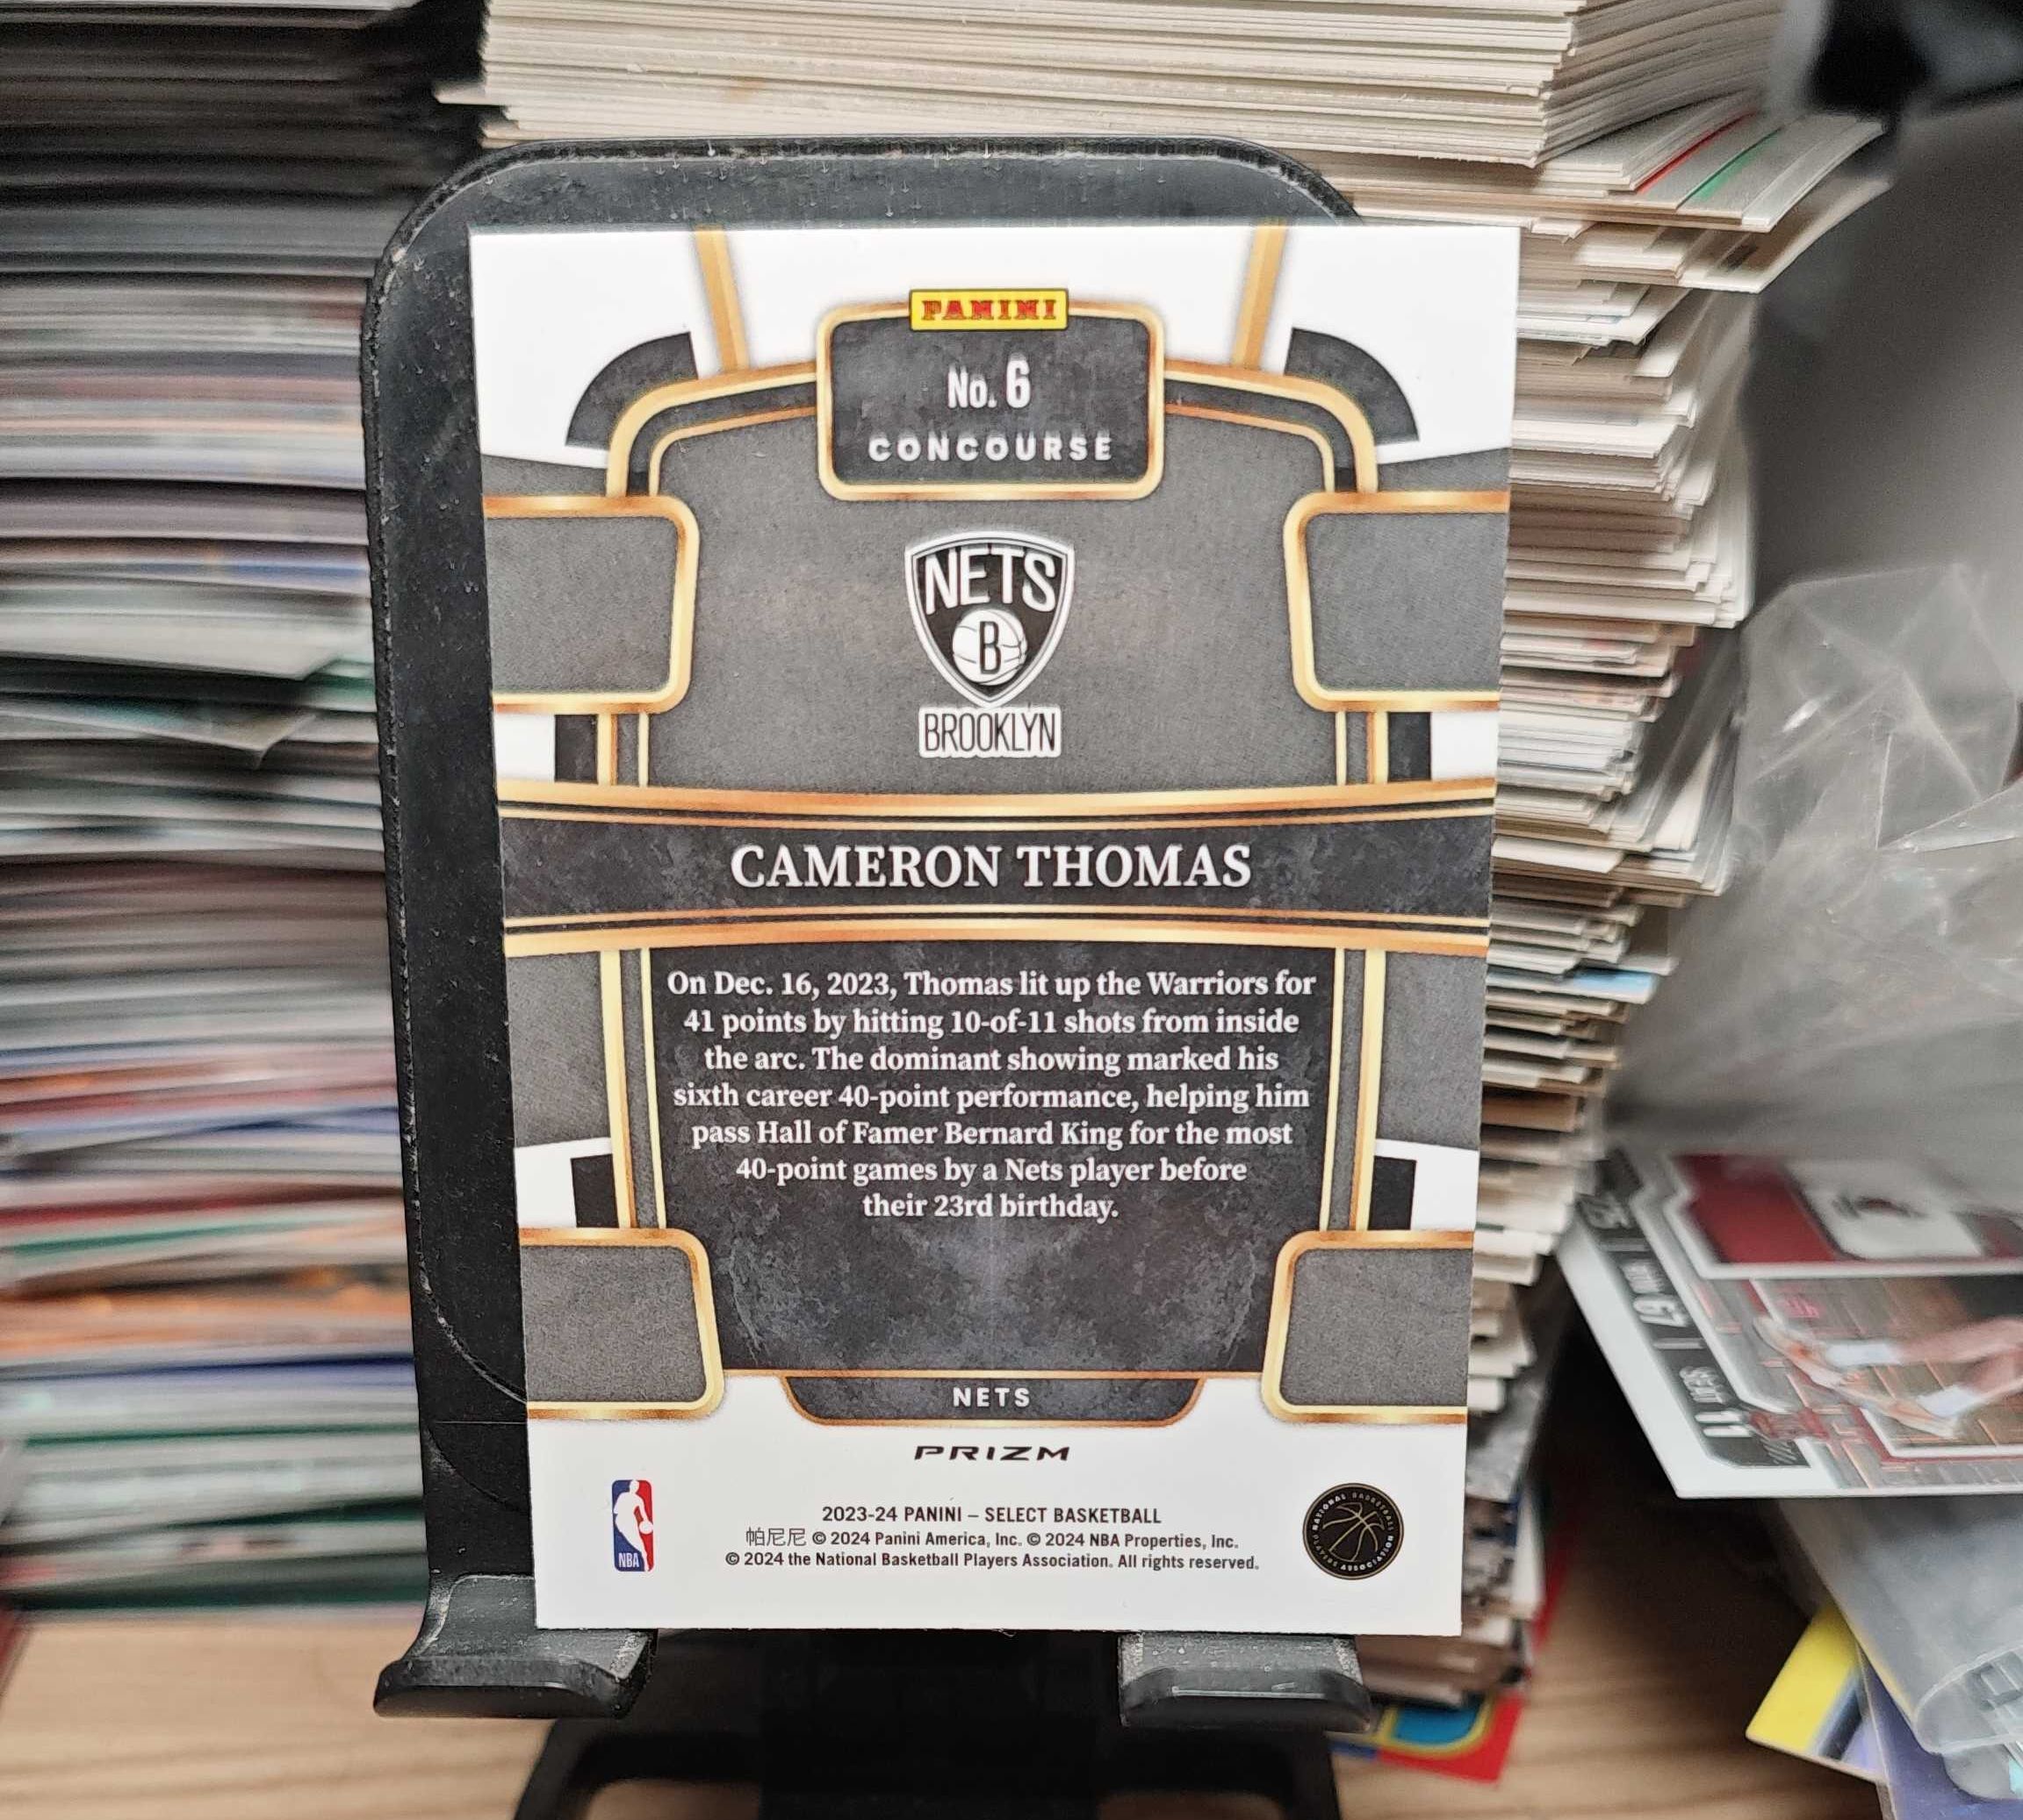 PANINI
No. 6
CONCOURSE
NETS
B
BROOKLYN
CAMERON THOMAS
On Dec. 16, 2023, Thomas lit up the Warriors for
41 points by hitting 10-of-11 shots from inside
the arc. The dominant showing marked his
sixth career 40-point performance, helping him
pass Hall of Famer Bernard King for the most
40-point games by a Nets player before
their 23rd birthday.
NETS
PRIZM
NBA
2023-24 PANINI – SELECT BASKETBALL
帕尼尼 © 2024 Panini America, Inc. © 2024 NBA Properties, Inc.
© 2024 the National Basketball Players Association. All rights reserved.
NATIONAL BASKETBALL PLAYERS ASSOCIATION